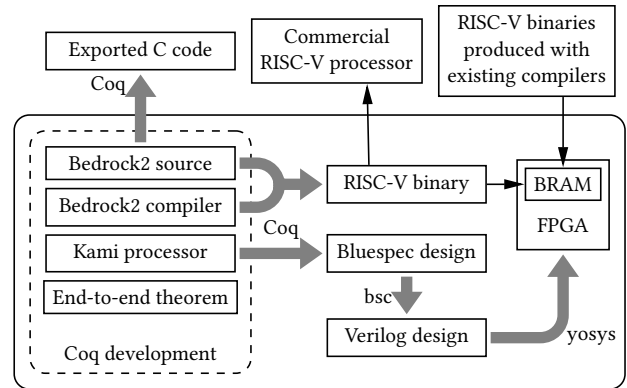 Exported C code
Commercial
RISC-V processor
RISC-V binaries
produced with
existing compilers
Coq
Bedrock2 source
Bedrock2 compiler
Kami processor
End-to-end theorem
Coq development
RISC-V binary
BRAM
FPGA
Coq
Bluespec design
bsc
Verilog design
yosys